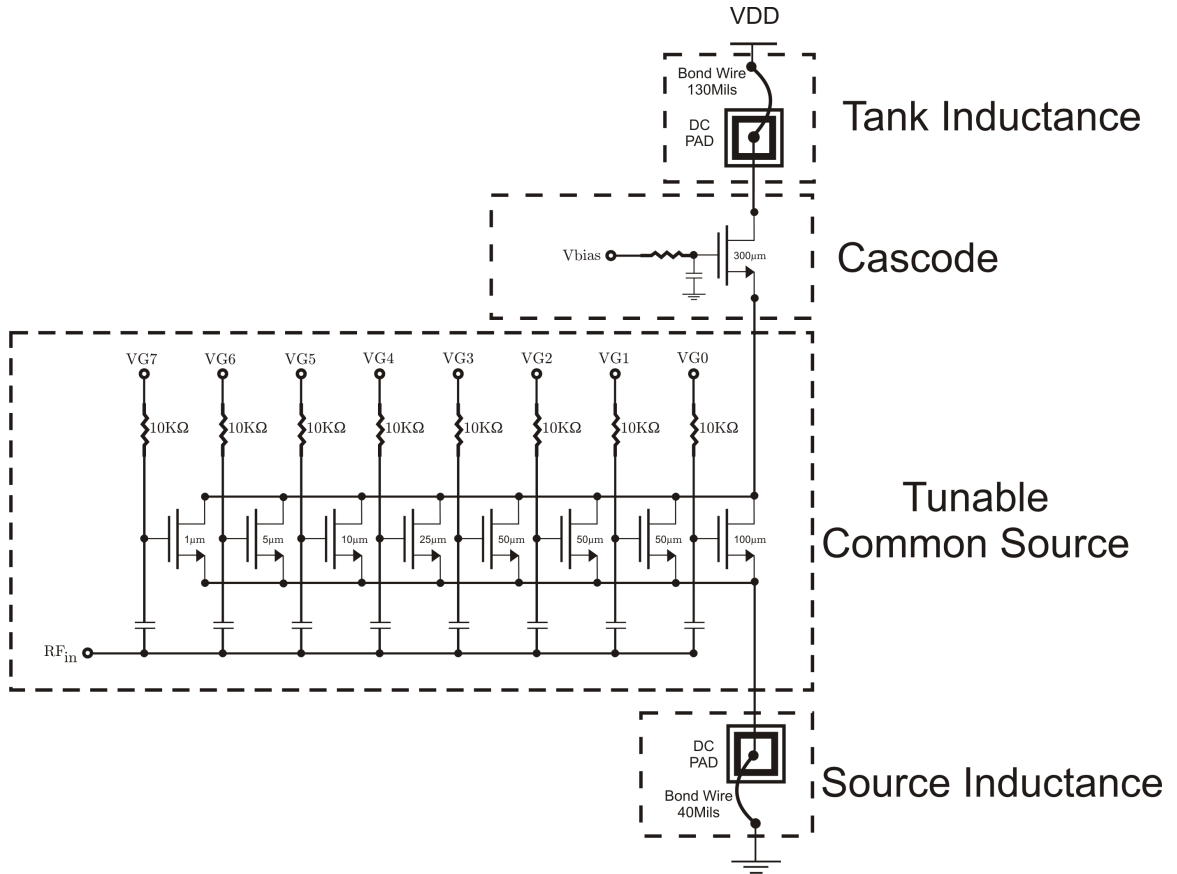 VDD
Bond Wire
130Mils
DC
PAD
Tank Inductance
Vbias
300µm
Cascode
VG7 VG6 VG5 VG4 VG3 VG2 VG1 VG0
10KΩ 10KΩ 10KΩ 10KΩ 10KΩ 10KΩ 10KΩ 10KΩ
1µm 5µm 10µm 25µm 50µm 50µm 50µm 100µm
Tunable
Common Source
RFin
DC
PAD
Bond Wire
40Mils
Source Inductance